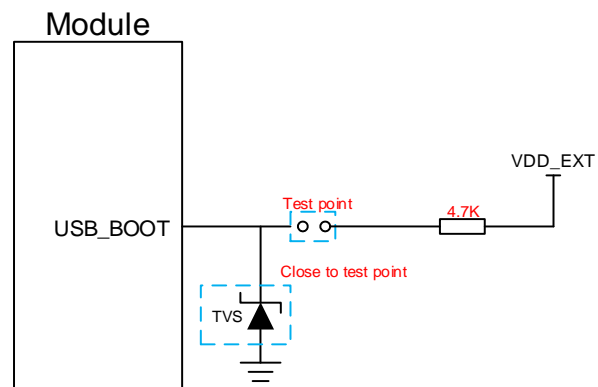 Module
VDD_EXT
Test point
4.7K
USB_BOOT
Close to test point
TVS